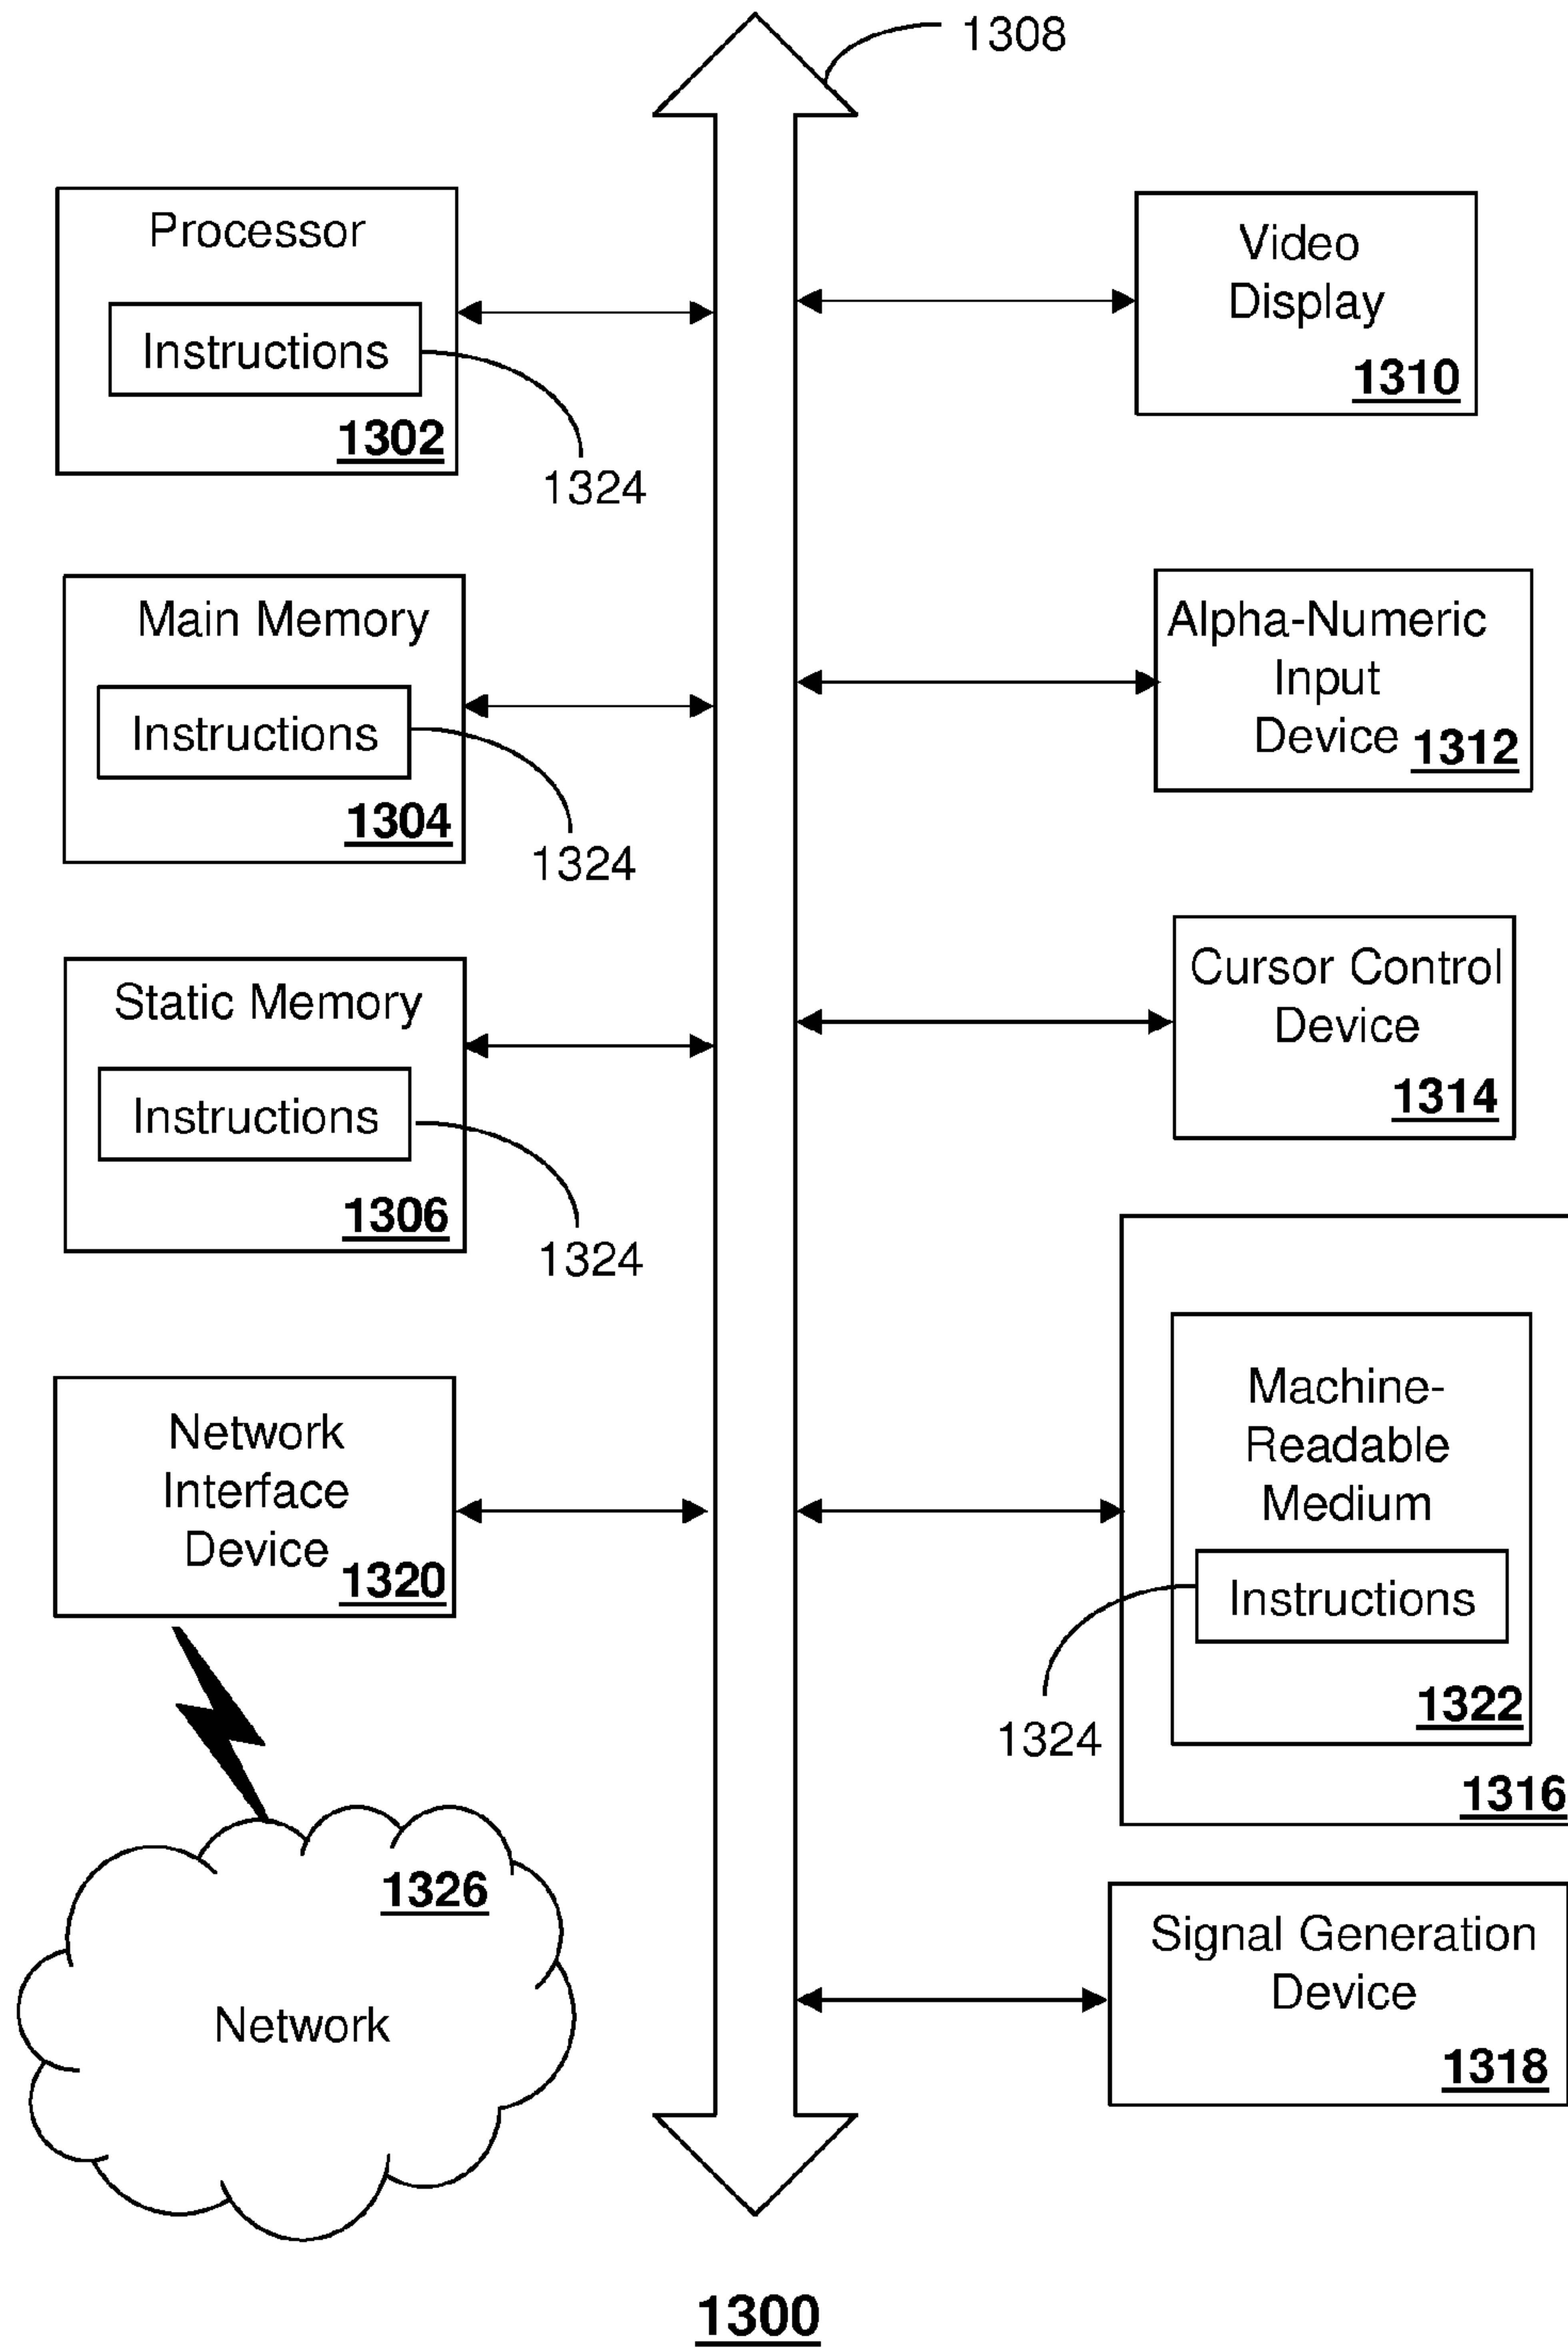 1308
Processor
Instructions
1302
1324
Main Memory
Instructions
1304
1324
Static Memory
Instructions
1306
1324
Network
Interface
Device
1320
1326
Network
Video
Display
1310
Alpha-Numeric
Input
Device 1312
Cursor Control
Device
1314
Machine-
Readable
Medium
Instructions
1322
1324
1316
Signal Generation
Device
1318
1300